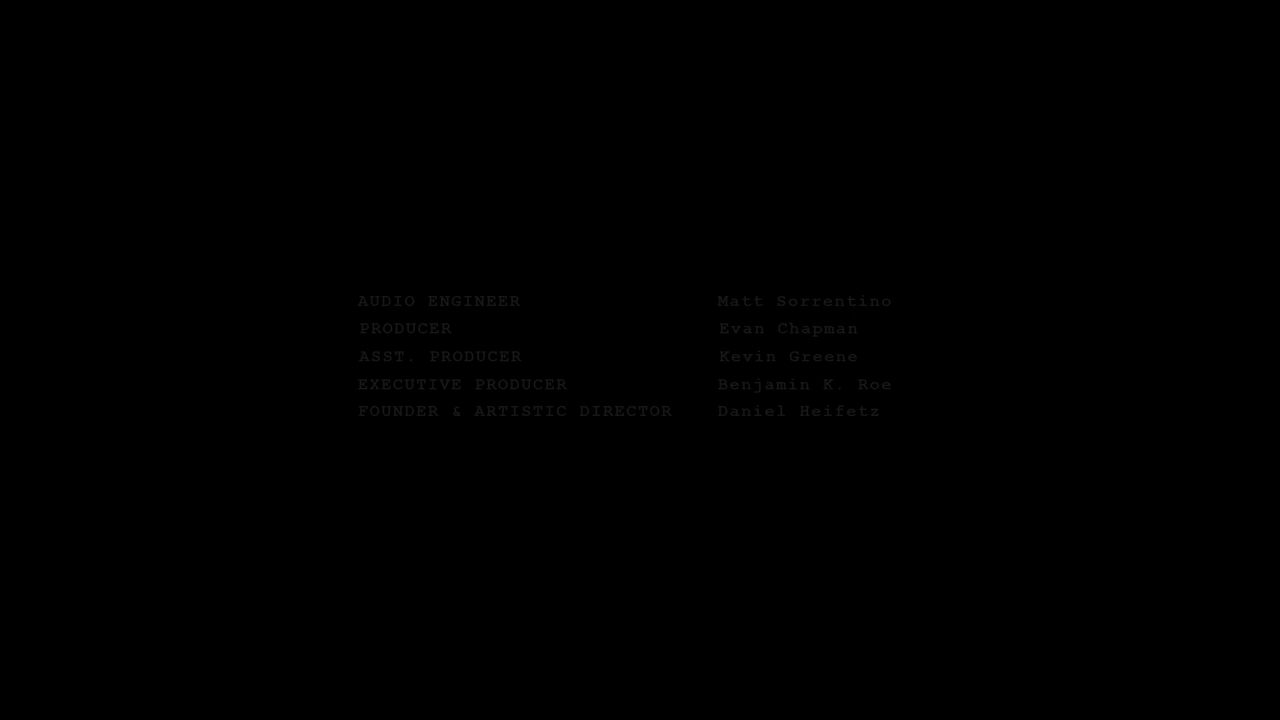 AUDIO ENGINEER Matt Sorrentino
PRODUCER Evan Chapman
ASST. PRODUCER Kevin Greene
EXECUTIVE PRODUCER Benjamin K. Roe
FOUNDER & ARTISTIC DIRECTOR Daniel Heifetz